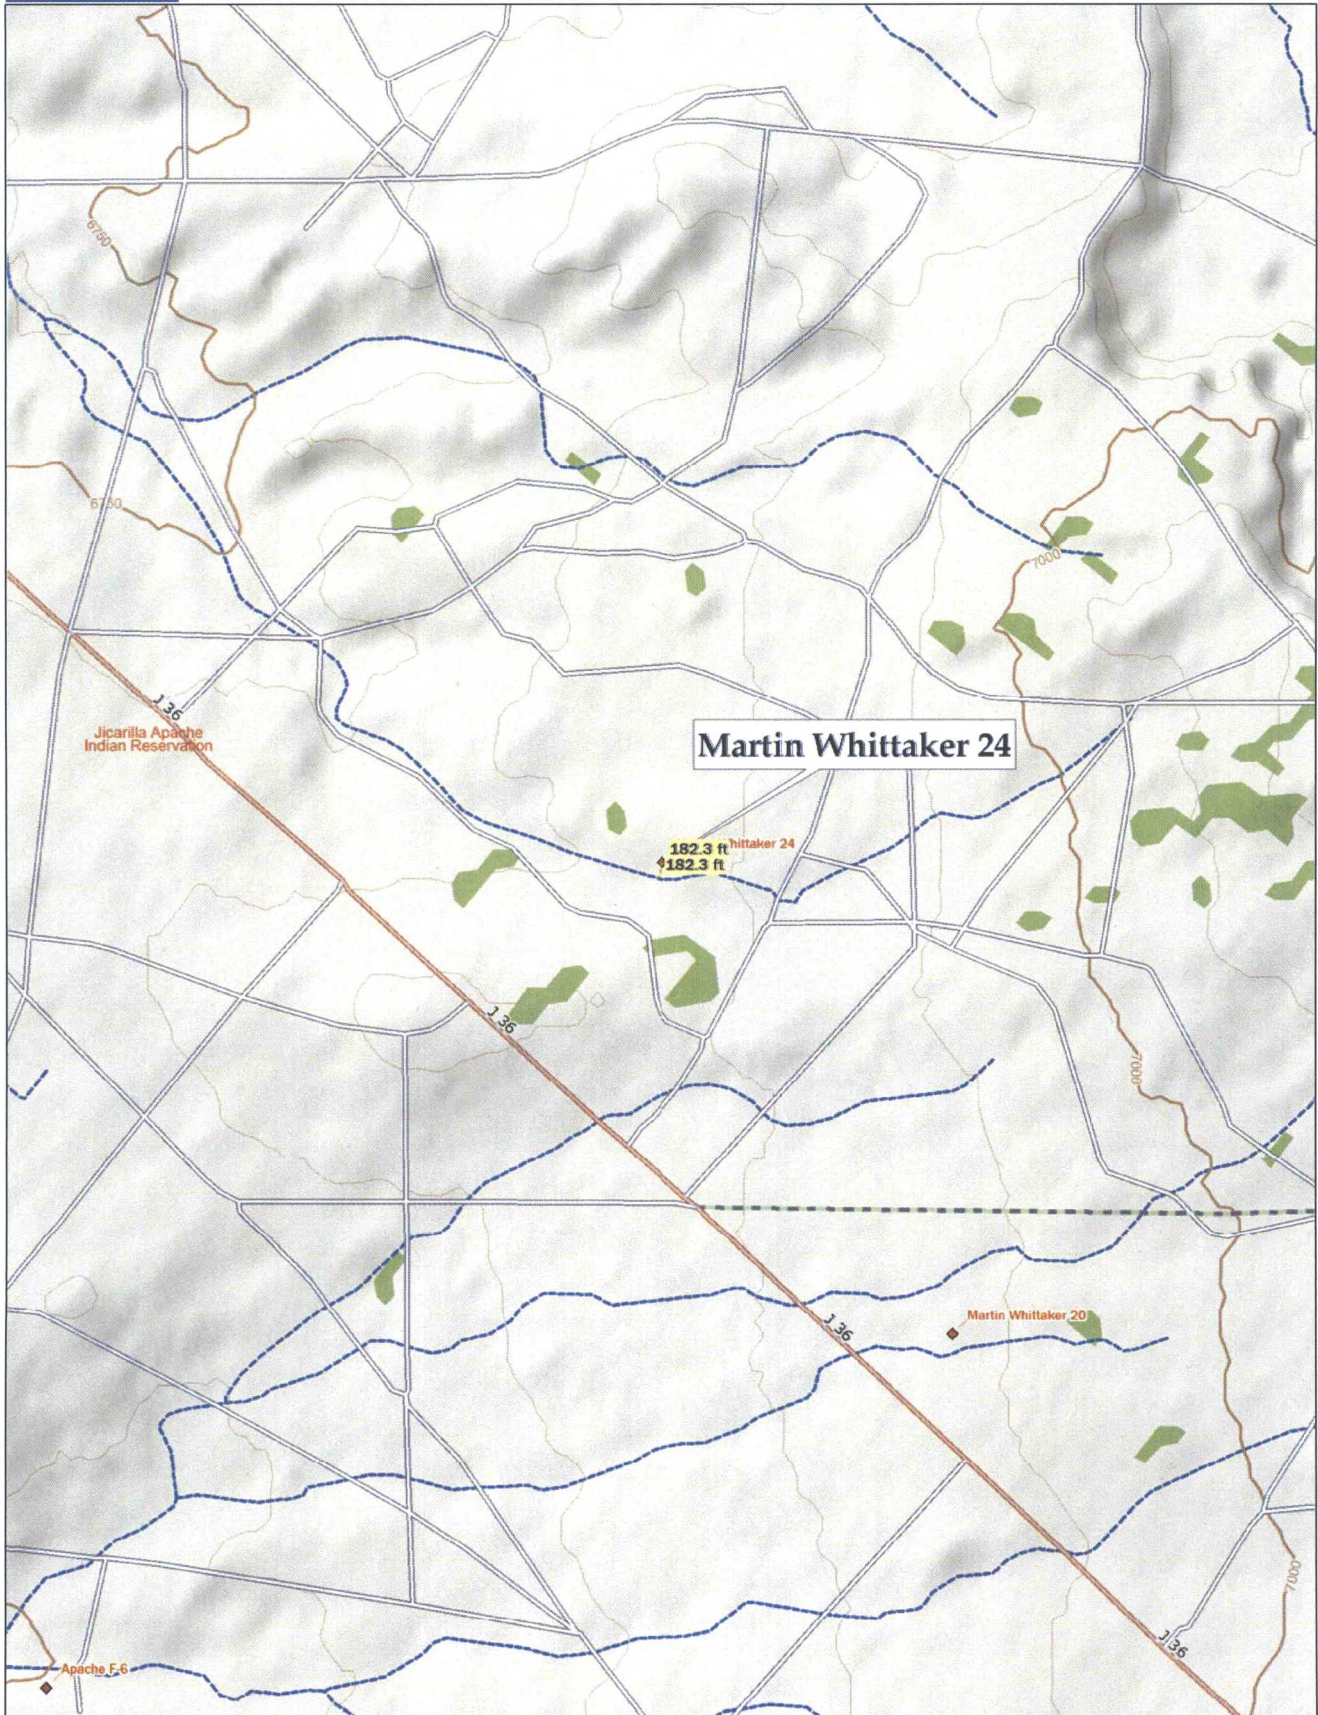 6750
6750
7000
J 36
Jicarilla Apache
Indian Reservation
Martin Whittaker 24
182.3 ft
hittaker 24
182.3 ft
J 36
7000
Martin Whittaker 20
J 36
7000
J 36
Apache F-6